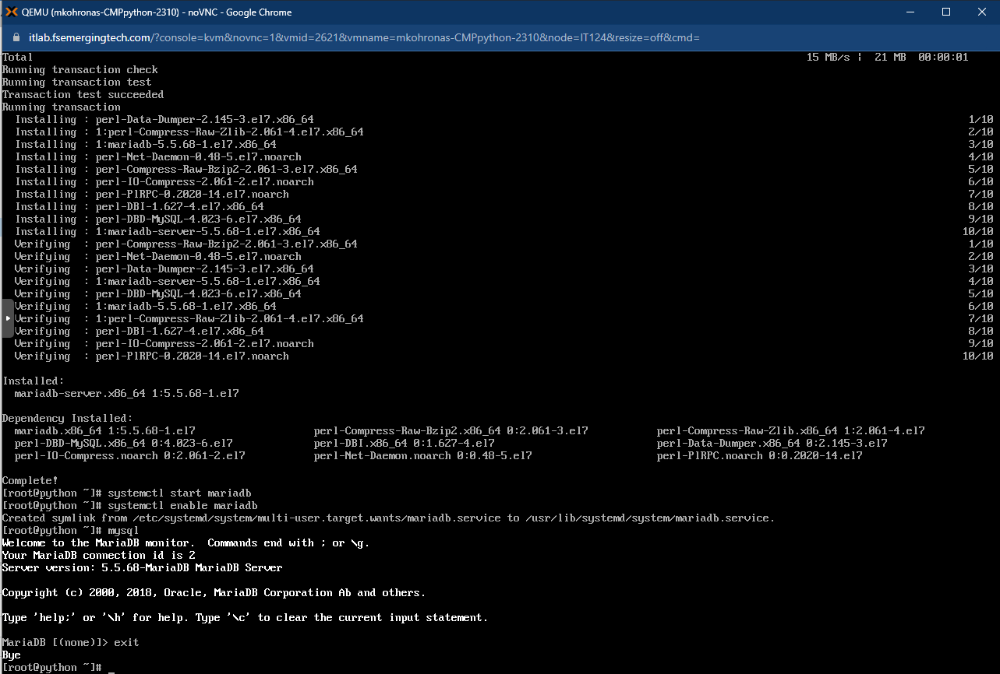 QEMU (mkohronas-CMPpython-2310) - noVNC - Google Chrome
itlab.fsemergingtech.com/?console=kvm&novnc=1&vmid=2621&vmname=mkohronas-CMPpython-2310&node=IT124&resize=off&cmd=
Total 15 MB/s | 21 MB 00:00:01
Running transaction check
Running transaction test
Transaction test succeeded
Running transaction
Installing : perl-Data-Dumper-2.145-3.el7.x86_64 1/10
Installing : 1:perl-Compress-Raw-Zlib-2.061-4.el7.x86_64 2/10
Installing : 1:mariadb-5.5.68-1.el7.x86_64 3/10
Installing : perl-Net-Daemon-0.48-5.el7.noarch 4/10
Installing : perl-Compress-Raw-Bzip2-2.061-3.el7.x86_64 5/10
Installing : perl-IO-Compress-2.061-2.el7.noarch 6/10
Installing : perl-PlRPC-0.2020-14.el7.noarch 7/10
Installing : perl-DBI-1.627-4.el7.x86_64 8/10
Installing : perl-DBD-MySQL-4.023-6.el7.x86_64 9/10
Installing : 1:mariadb-server-5.5.68-1.el7.x86_64 10/10
Verifying : perl-Compress-Raw-Bzip2-2.061-3.el7.x86_64 1/10
Verifying : perl-Net-Daemon-0.48-5.el7.noarch 2/10
Verifying : perl-Data-Dumper-2.145-3.el7.x86_64 3/10
Verifying : 1:mariadb-server-5.5.68-1.el7.x86_64 4/10
Verifying : perl-DBD-MySQL-4.023-6.el7.x86_64 5/10
Verifying : 1:mariadb-5.5.68-1.el7.x86_64 6/10
Verifying : 1:perl-Compress-Raw-Zlib-2.061-4.el7.x86_64 7/10
Verifying : perl-DBI-1.627-4.el7.x86_64 8/10
Verifying : perl-IO-Compress-2.061-2.el7.noarch 9/10
Verifying : perl-PlRPC-0.2020-14.el7.noarch 10/10
Installed:
mariadb-server.x86_64 1:5.5.68-1.el7
Dependency Installed:
mariadb.x86_64 1:5.5.68-1.el7 perl-Compress-Raw-Bzip2.x86_64 0:2.061-3.el7 perl-Compress-Raw-Zlib.x86_64 1:2.061-4.el7
perl-DBD-MySQL.x86_64 0:4.023-6.el7 perl-DBI.x86_64 0:1.627-4.el7 perl-Data-Dumper.x86_64 0:2.145-3.el7
perl-IO-Compress.noarch 0:2.061-2.el7 perl-Net-Daemon.noarch 0:0.48-5.el7 perl-PlRPC.noarch 0:0.2020-14.el7
Complete!
[root@python ~]# systemctl start mariadb
[root@python ~]# systemctl enable mariadb
Created symlink from /etc/systemd/system/multi-user.target.wants/mariadb.service to /usr/lib/systemd/system/mariadb.service.
[root@python ~]# mysql
Welcome to the MariaDB monitor. Commands end with ; or \g.
Your MariaDB connection id is 2
Server version: 5.5.68-MariaDB MariaDB Server
Copyright (c) 2000, 2018, Oracle, MariaDB Corporation Ab and others.
Type 'help;' or '\h' for help. Type '\c' to clear the current input statement.
MariaDB [(none)]> exit
Bye
[root@python ~]# _